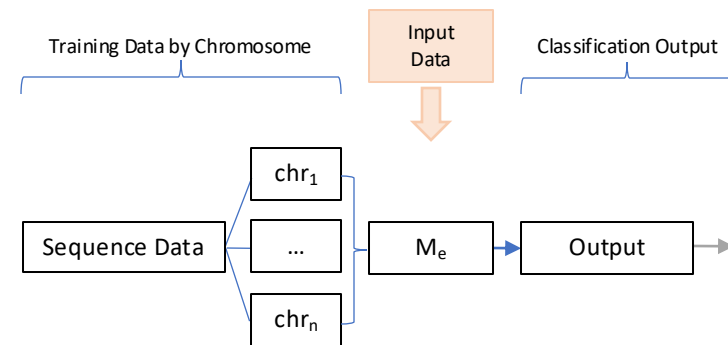 Training Data by Chromosome
Input
Data
Classification Output
chr₁
Sequence Data
...
Mₑ
Output
chrₙ